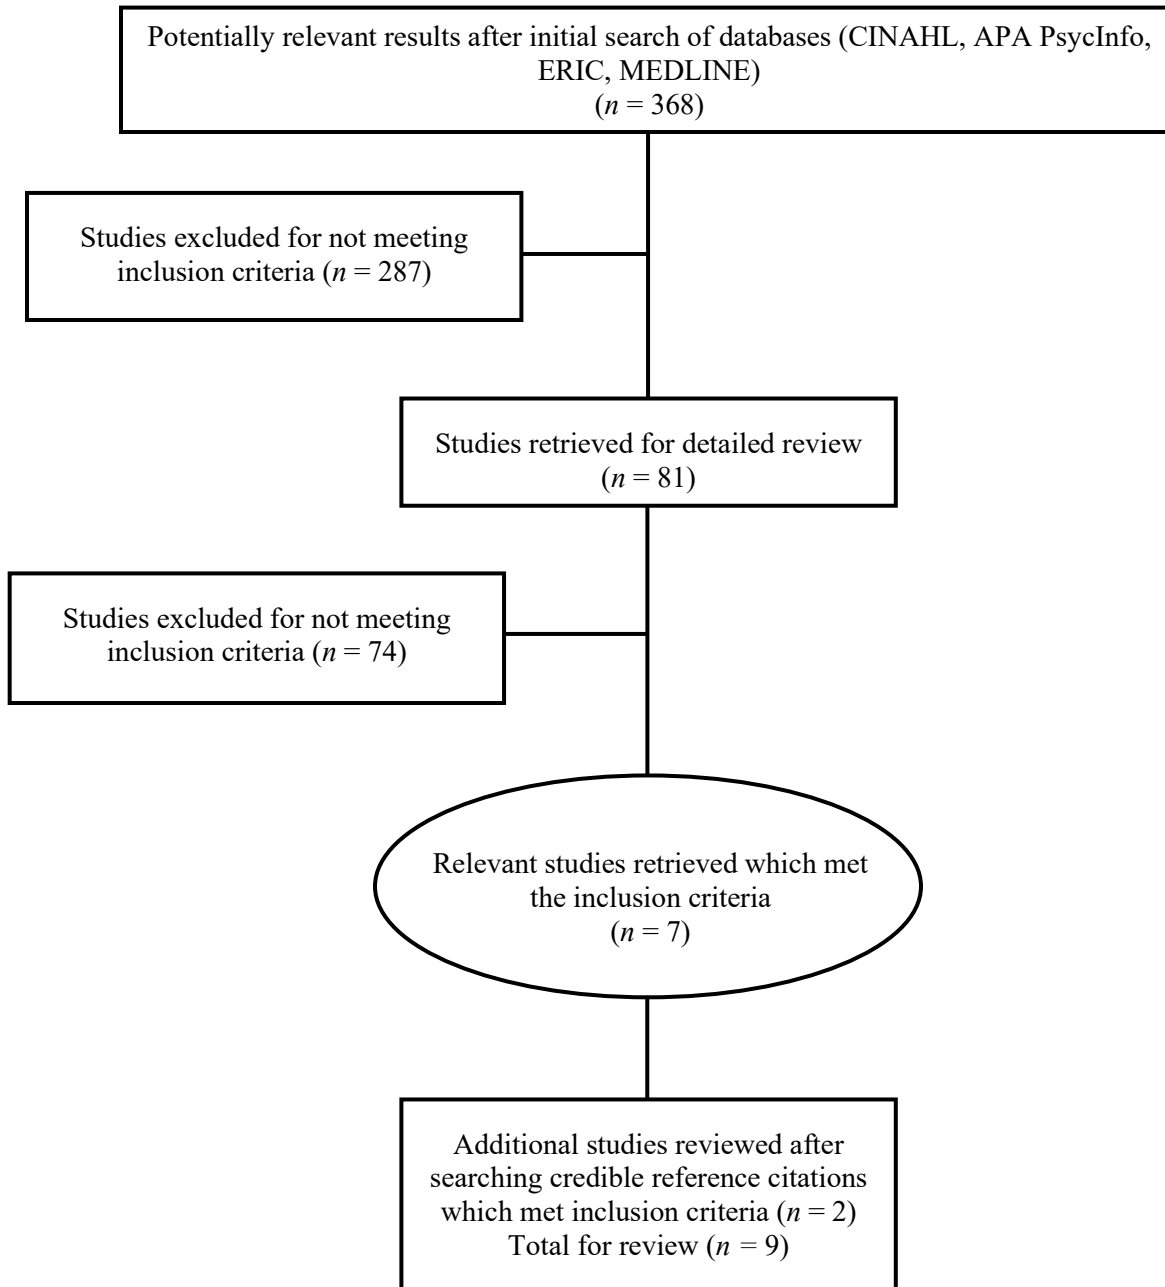 Potentially relevant results after initial search of databases (CINAHL, APA PsycInfo,
ERIC, MEDLINE)
(n = 368)
Studies excluded for not meeting
inclusion criteria (n = 287)
Studies retrieved for detailed review
(n = 81)
Studies excluded for not meeting
inclusion criteria (n = 74)
Relevant studies retrieved which met
the inclusion criteria
(n = 7)
Additional studies reviewed after
searching credible reference citations
which met inclusion criteria (n = 2)
Total for review (n = 9)